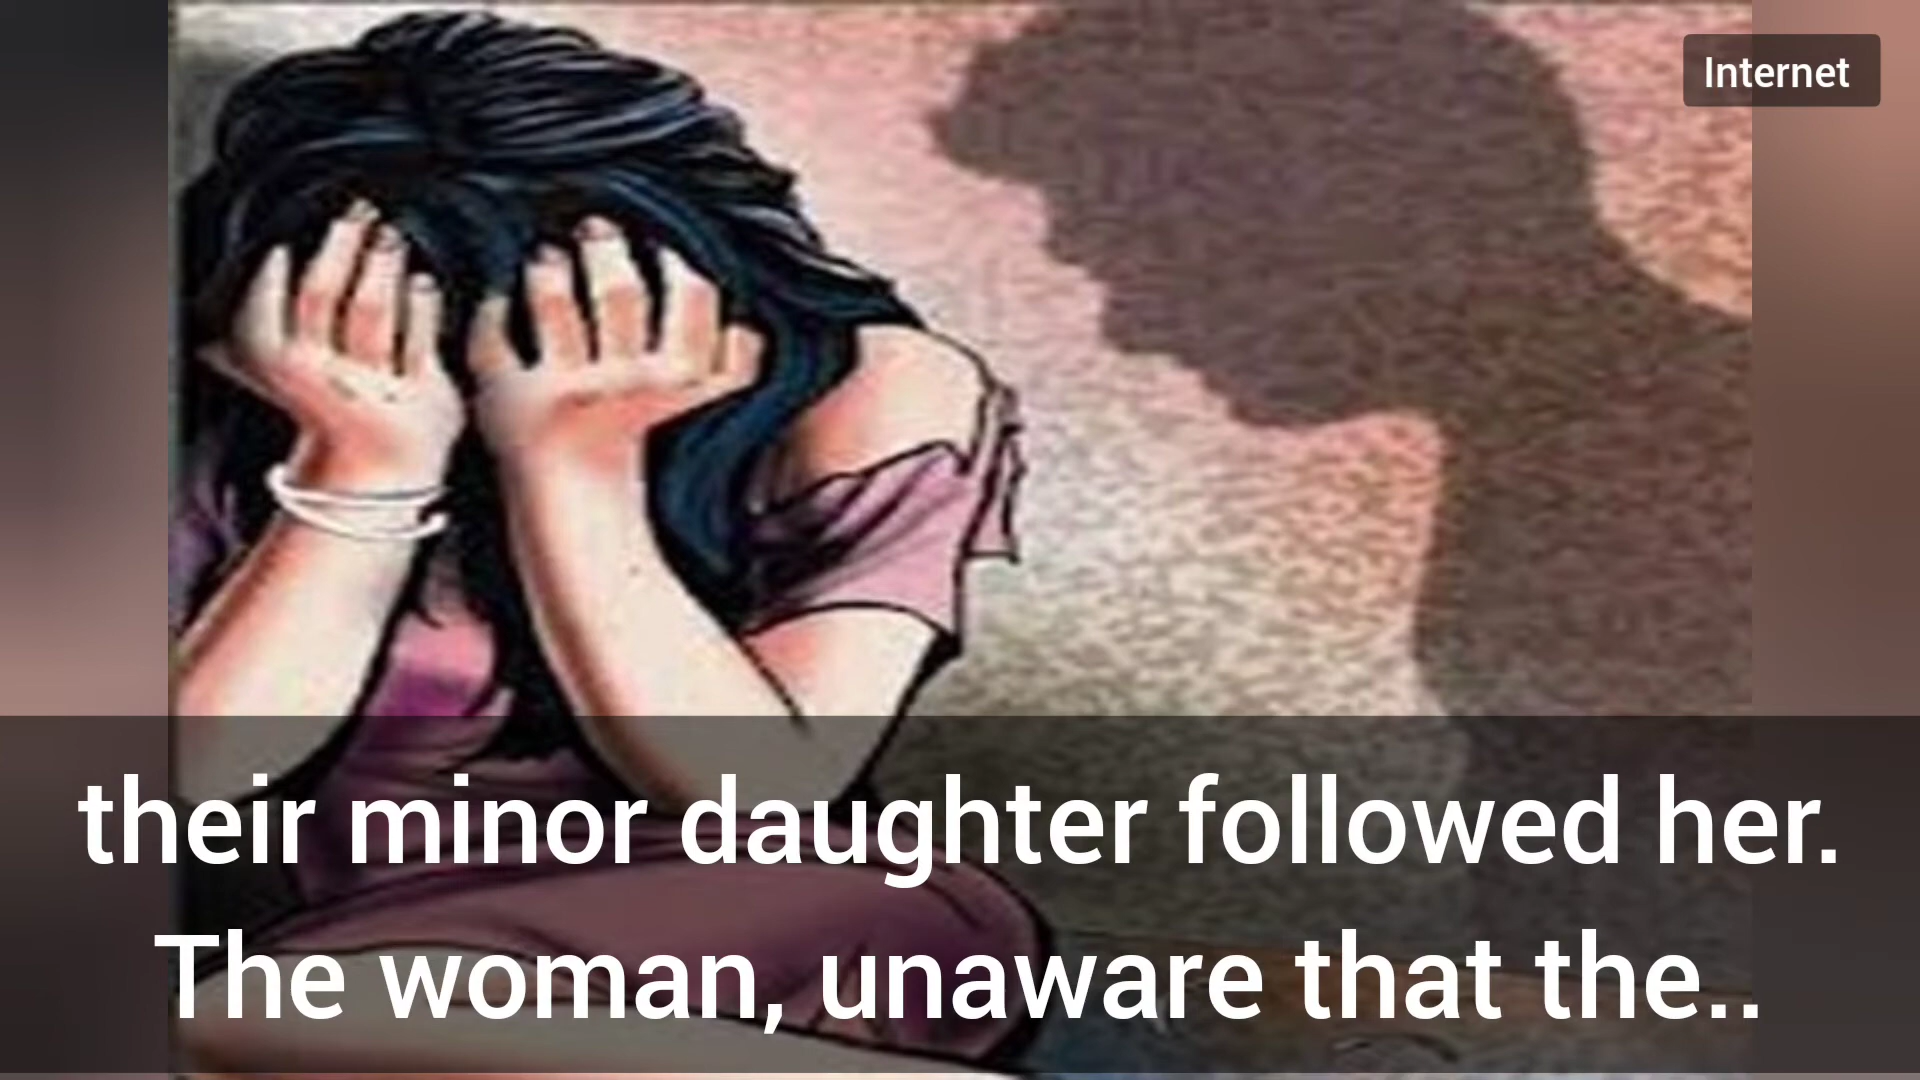 Internet
their minor daughter followed her.
The woman, unaware that the..